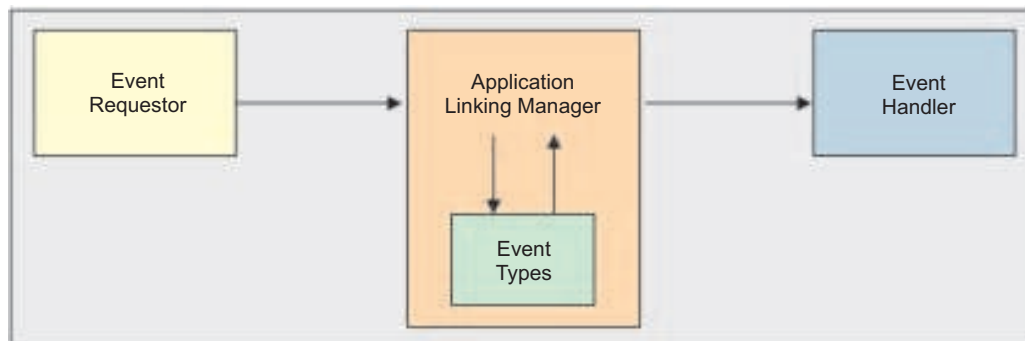 Event
Requestor
Application
Linking Manager
Event
Types
Event
Handler